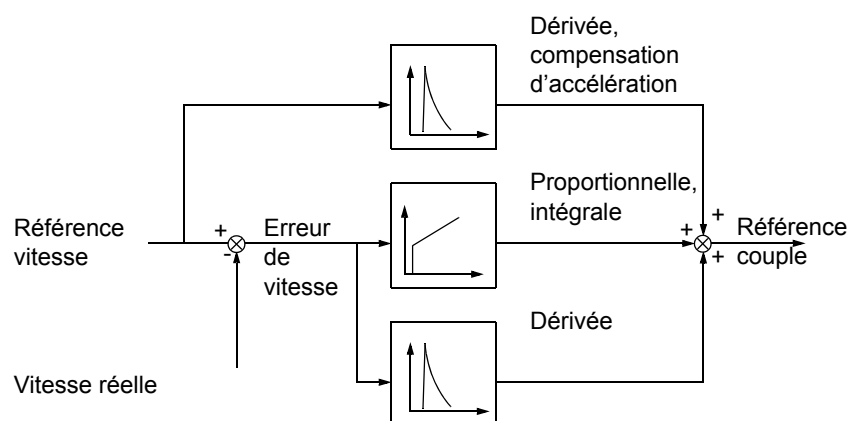 Dérivée,
compensation
d’accélération
Proportionnelle,
intégrale
Référence
vitesse
+
-
Erreur
de
vitesse
+
+
+
Référence
couple
Dérivée
Vitesse réelle